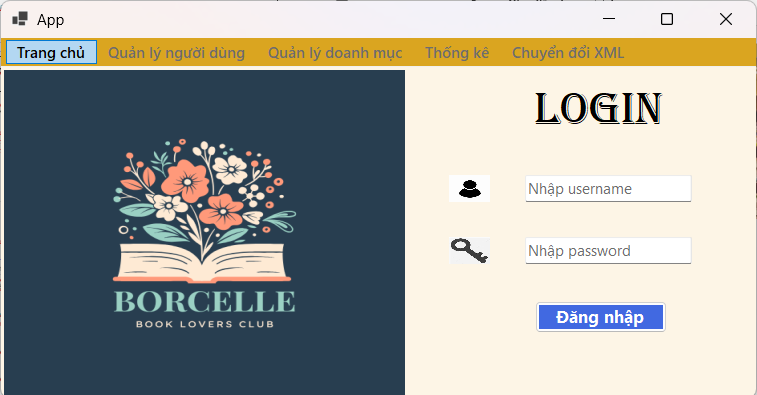 App
Trang chủ Quản lý người dùng Quản lý doanh mục Thống kê Chuyển đổi XML
LOGIN
Nhập username
Nhập password
Đăng nhập
BORCELLE
BOOK LOVERS CLUB